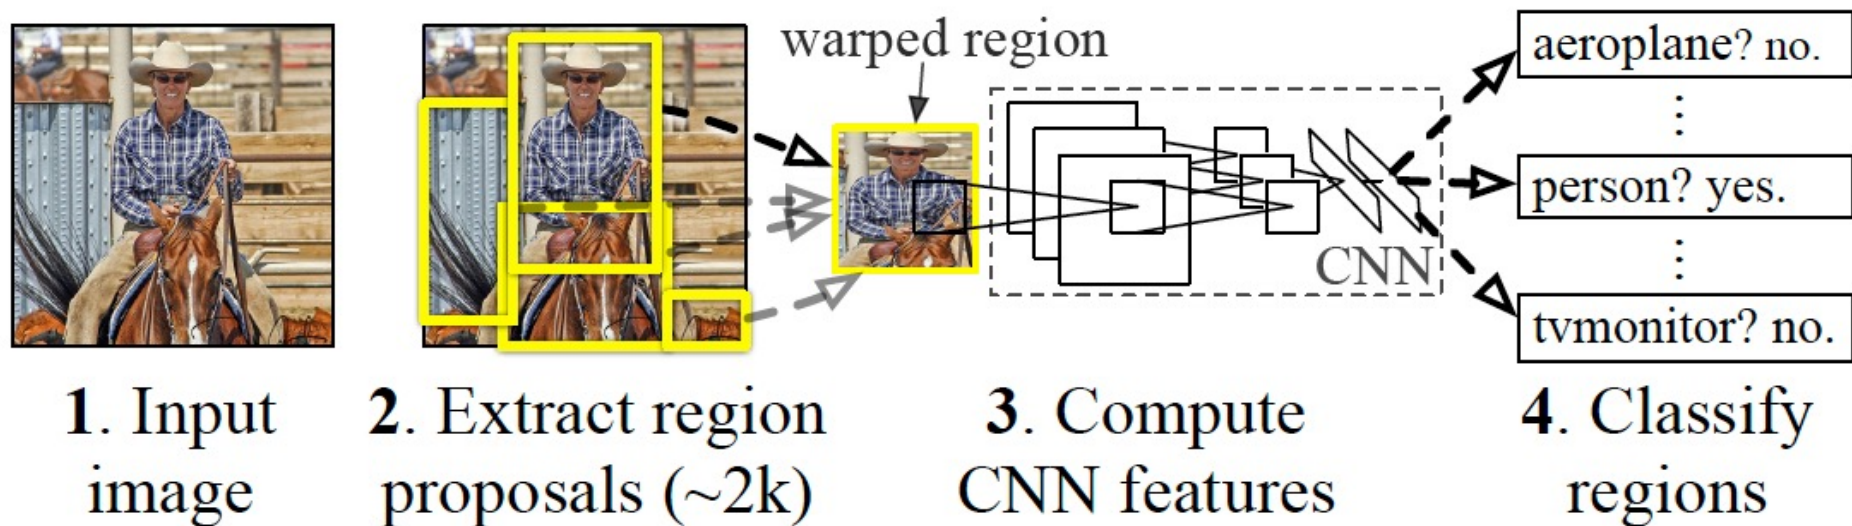 warped region
aeroplane? no.
person? yes.
tvmonitor? no.
CNN
1. Input
image
2. Extract region
proposals (~2k)
3. Compute
CNN features
4. Classify
regions